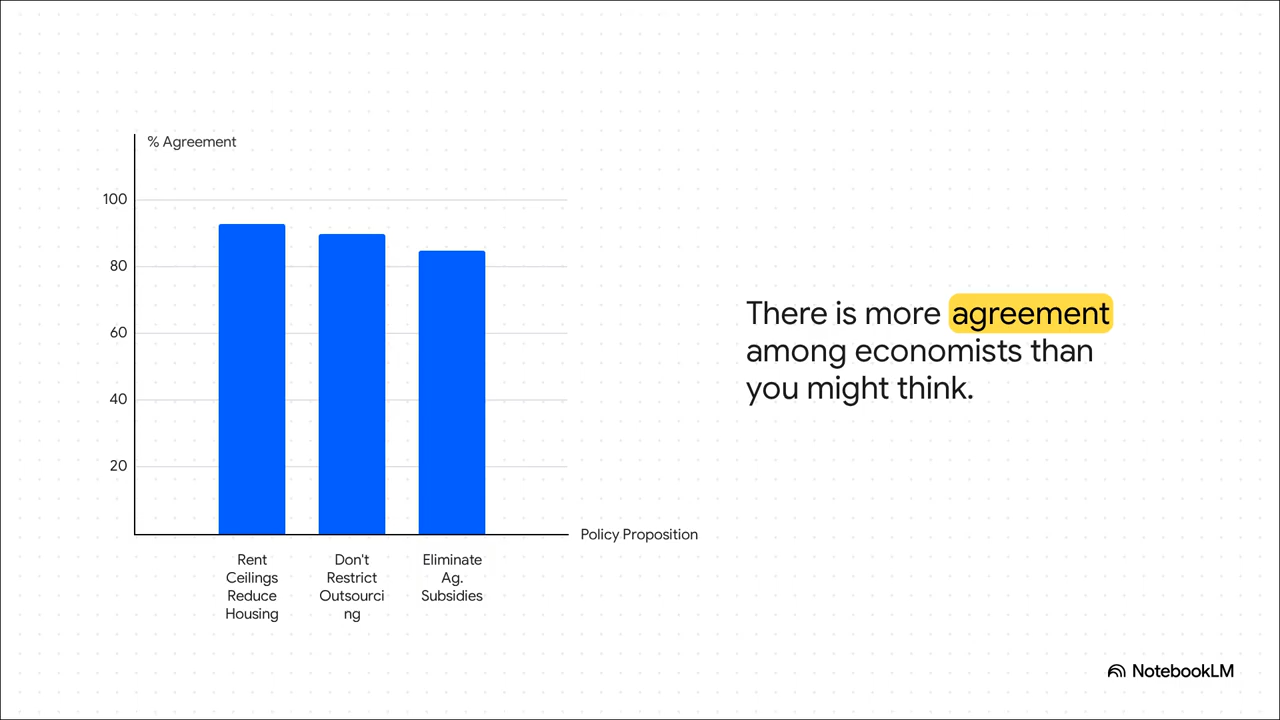 % Agreement
100
80
60
40
20
Policy Proposition
Rent
Ceilings
Reduce
Housing
Don't
Restrict
Outsourci
ng
Eliminate
Ag.
Subsidies
There is more agreement
among economists than
you might think.
NotebookLM